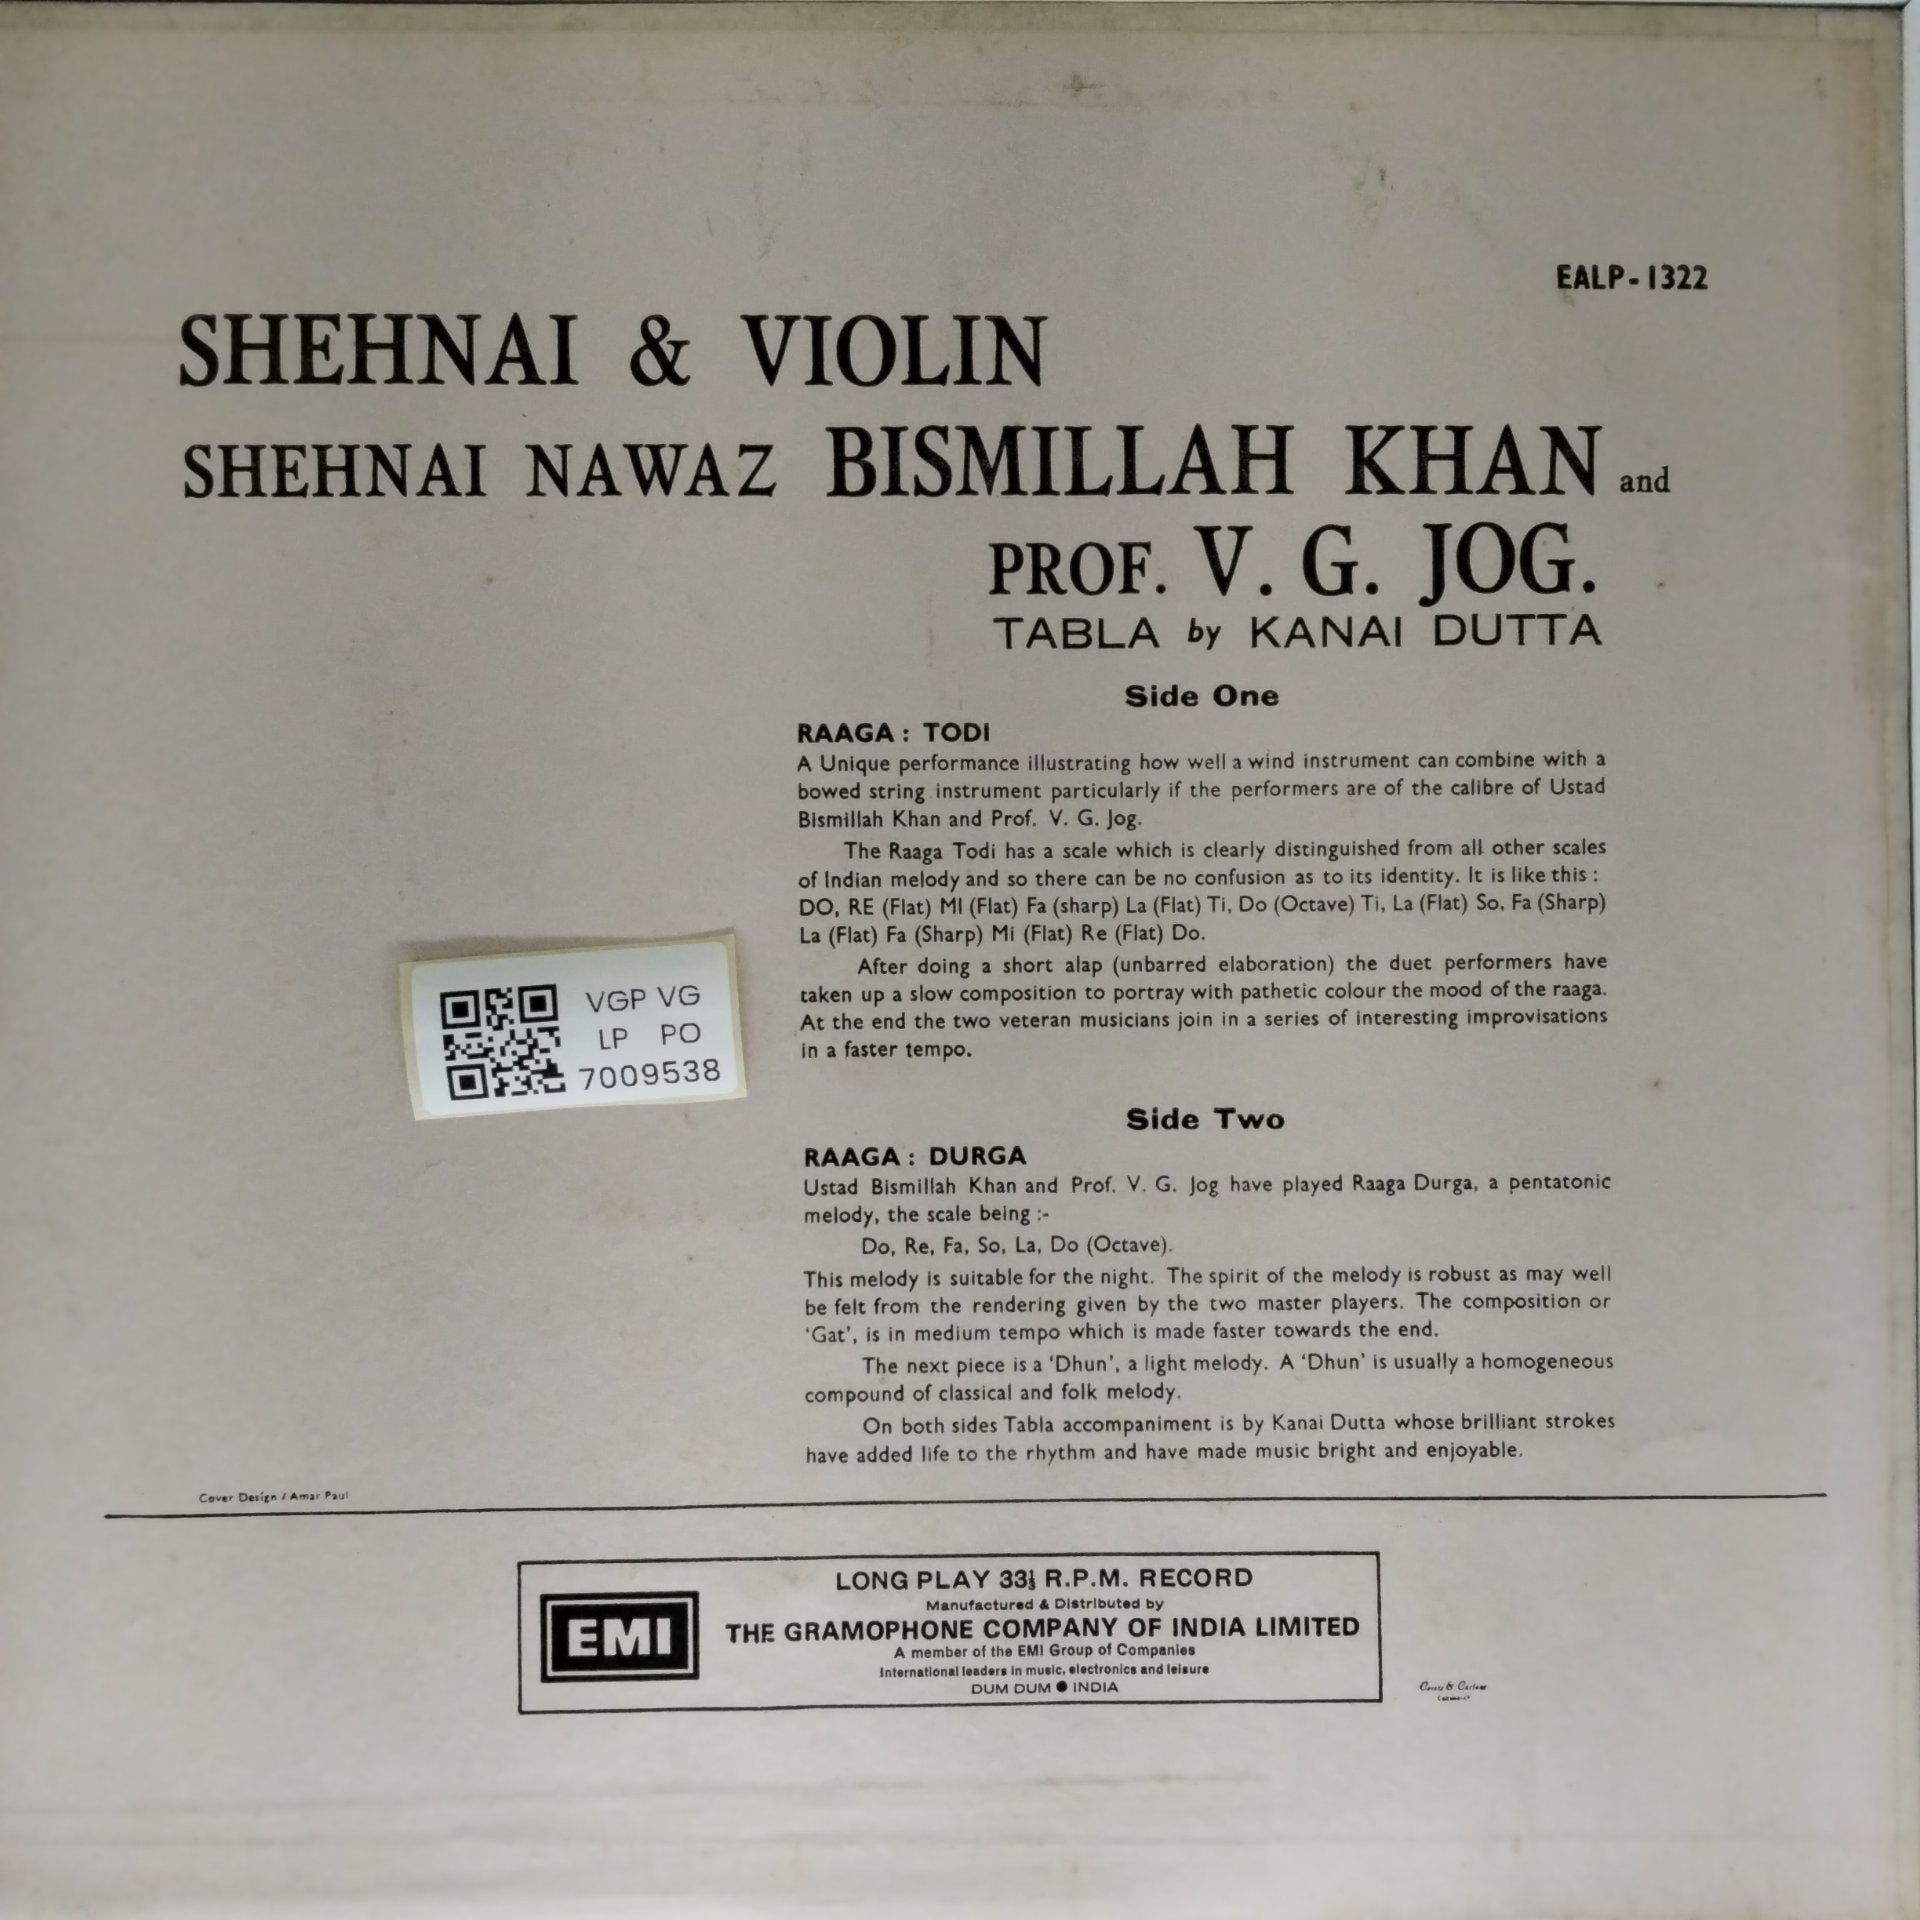 EALP-1322
SHEHNAI & VIOLIN
SHEHNAI NAWAZ BISMILLAH KHAN and
PROF. V. G. JOG.
TABLA by KANAI DUTTA
Side One
RAAGA : TODI
A Unique performance illustrating how well a wind instrument can combine with a
bowed string instrument particularly if the performers are of the calibre of Ustad
Bismillah Khan and Prof. V. G. Jog.
The Raaga Todi has a scale which is clearly distinguished from all other scales
of Indian melody and so there can be no confusion as to its identity. It is like this :
DO, RE (Flat) MI (Flat) Fa (sharp) La (Flat) Ti, Do (Octave) Ti, La (Flat) So, Fa (Sharp)
La (Flat) Fa (Sharp) Mi (Flat) Re (Flat) Do.
After doing a short alap (unbarred elaboration) the duet performers have
taken up a slow composition to portray with pathetic colour the mood of the raaga.
At the end the two veteran musicians join in a series of interesting improvisations
in a faster tempo.
VGP VG
LP PO
7009538
Side Two
RAAGA : DURGA
Ustad Bismillah Khan and Prof. V. G. Jog have played Raaga Durga, a pentatonic
melody, the scale being :-
Do, Re, Fa, So, La, Do (Octave).
This melody is suitable for the night. The spirit of the melody is robust as may well
be felt from the rendering given by the two master players. The composition or
‘Gat’, is in medium tempo which is made faster towards the end.
The next piece is a ‘Dhun’, a light melody. A ‘Dhun’ is usually a homogeneous
compound of classical and folk melody.
On both sides Tabla accompaniment is by Kanai Dutta whose brilliant strokes
have added life to the rhythm and have made music bright and enjoyable.
Cover Design / Amar Paul
EMI
LONG PLAY 33⅓ R.P.M. RECORD
Manufactured & Distributed by
THE GRAMOPHONE COMPANY OF INDIA LIMITED
A member of the EMI Group of Companies
International leaders in music, electronics and leisure
DUM DUM ● INDIA